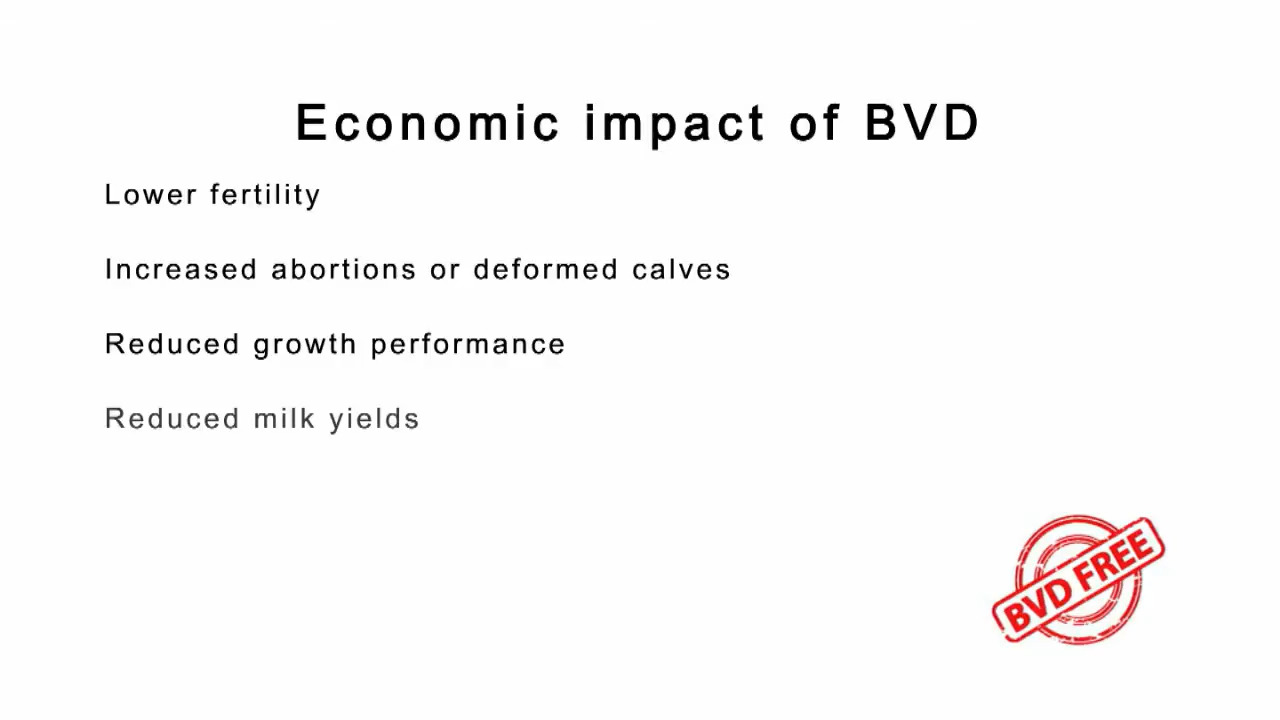 Economic impact of BVD
Lower fertility
Increased abortions or deformed calves
Reduced growth performance
Reduced milk yields
BVD FREE